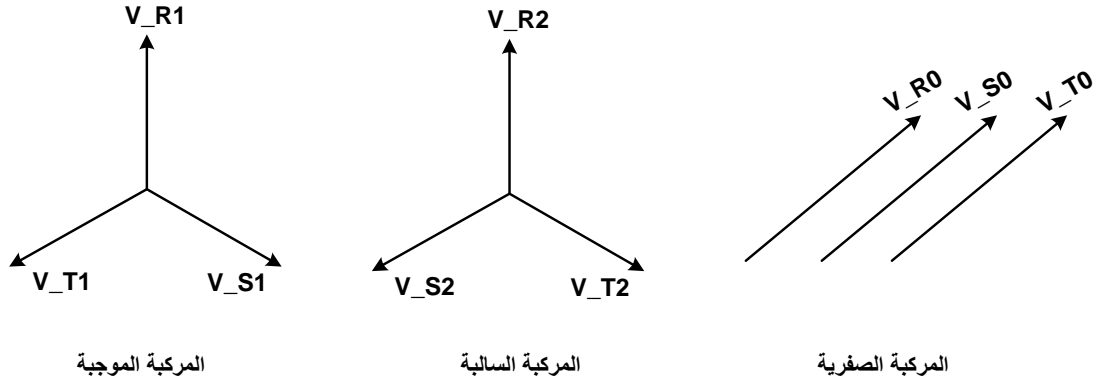 V_R1
V_T1
V_S1
المركبة الموجبة
V_R2
V_S2
V_T2
المركبة السالبة
V_R0
V_S0
V_T0
المركبة الصفرية